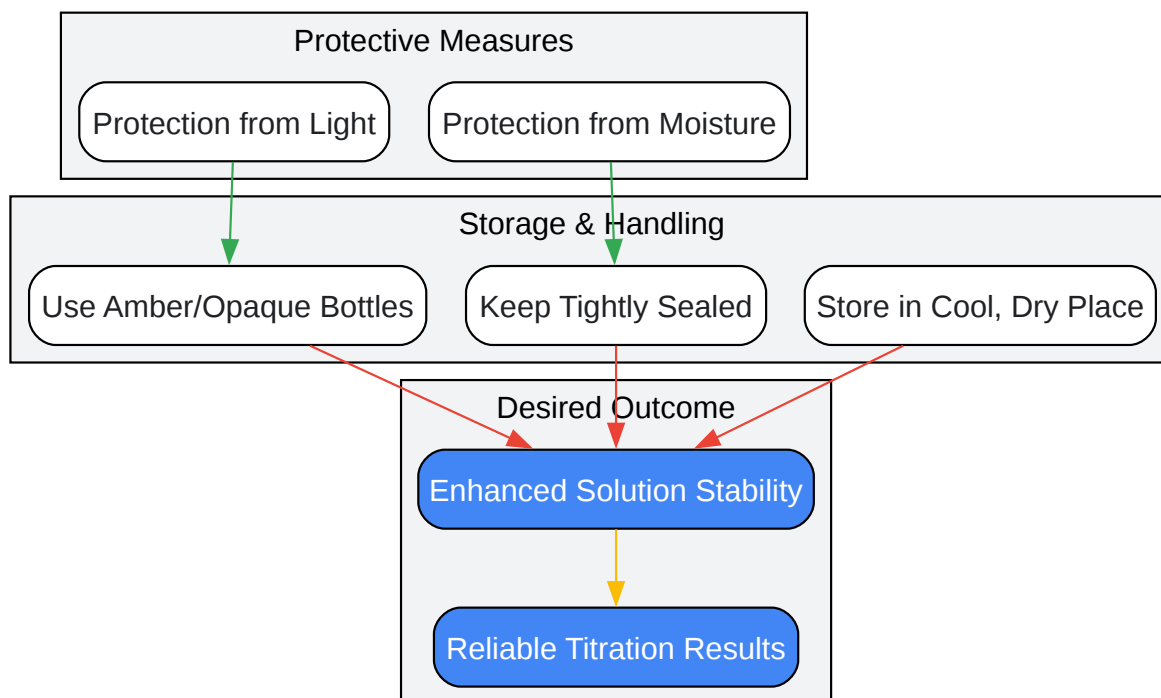 Protective Measures
Protection from Light
Protection from Moisture
Storage & Handling
Use Amber/Opaque Bottles
Keep Tightly Sealed
Store in Cool, Dry Place
Desired Outcome
Enhanced Solution Stability
Reliable Titration Results